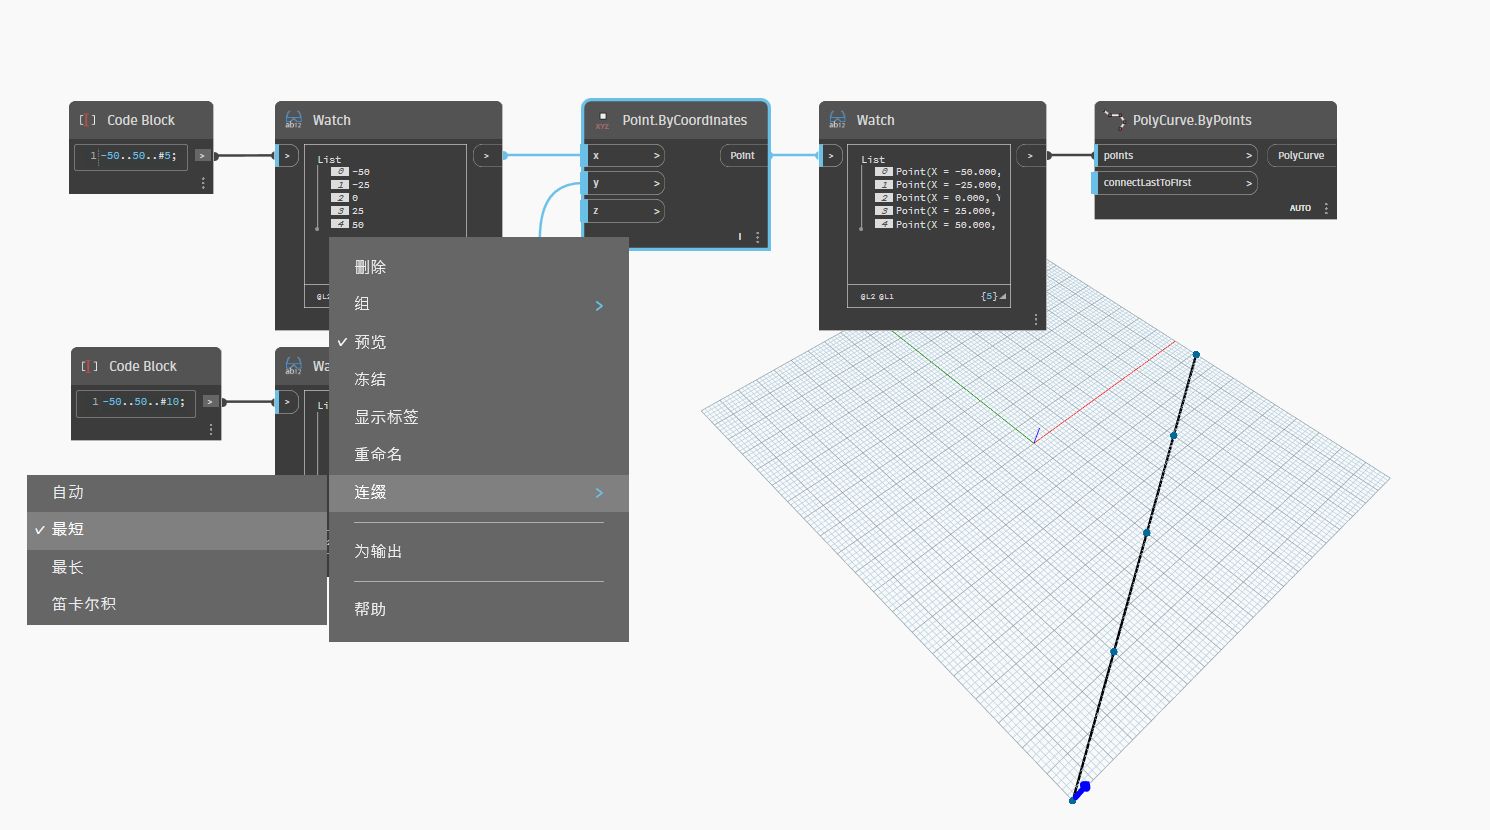 Code Block
1 -50..50..#5;
>
Watch
>
>
List
0 -50
1 -25
2 0
3 25
4 50
Point.ByCoordinates
x >
y >
z >
Point
Watch
>
>
List
0 Point(X = -50.000,
1 Point(X = -25.000,
2 Point(X = 0.000, Y
3 Point(X = 25.000,
4 Point(X = 50.000,
@L2 @L1
{5}
PolyCurve.ByPoints
points >
connectLastToFirst >
PolyCurve
AUTO
Code Block
1 -50..50..#10;
>
Wa
>
Li
删除
组 >
✓ 预览
冻结
显示标签
重命名
连缀 >
为输出
帮助
自动
✓ 最短
最长
笛卡尔积